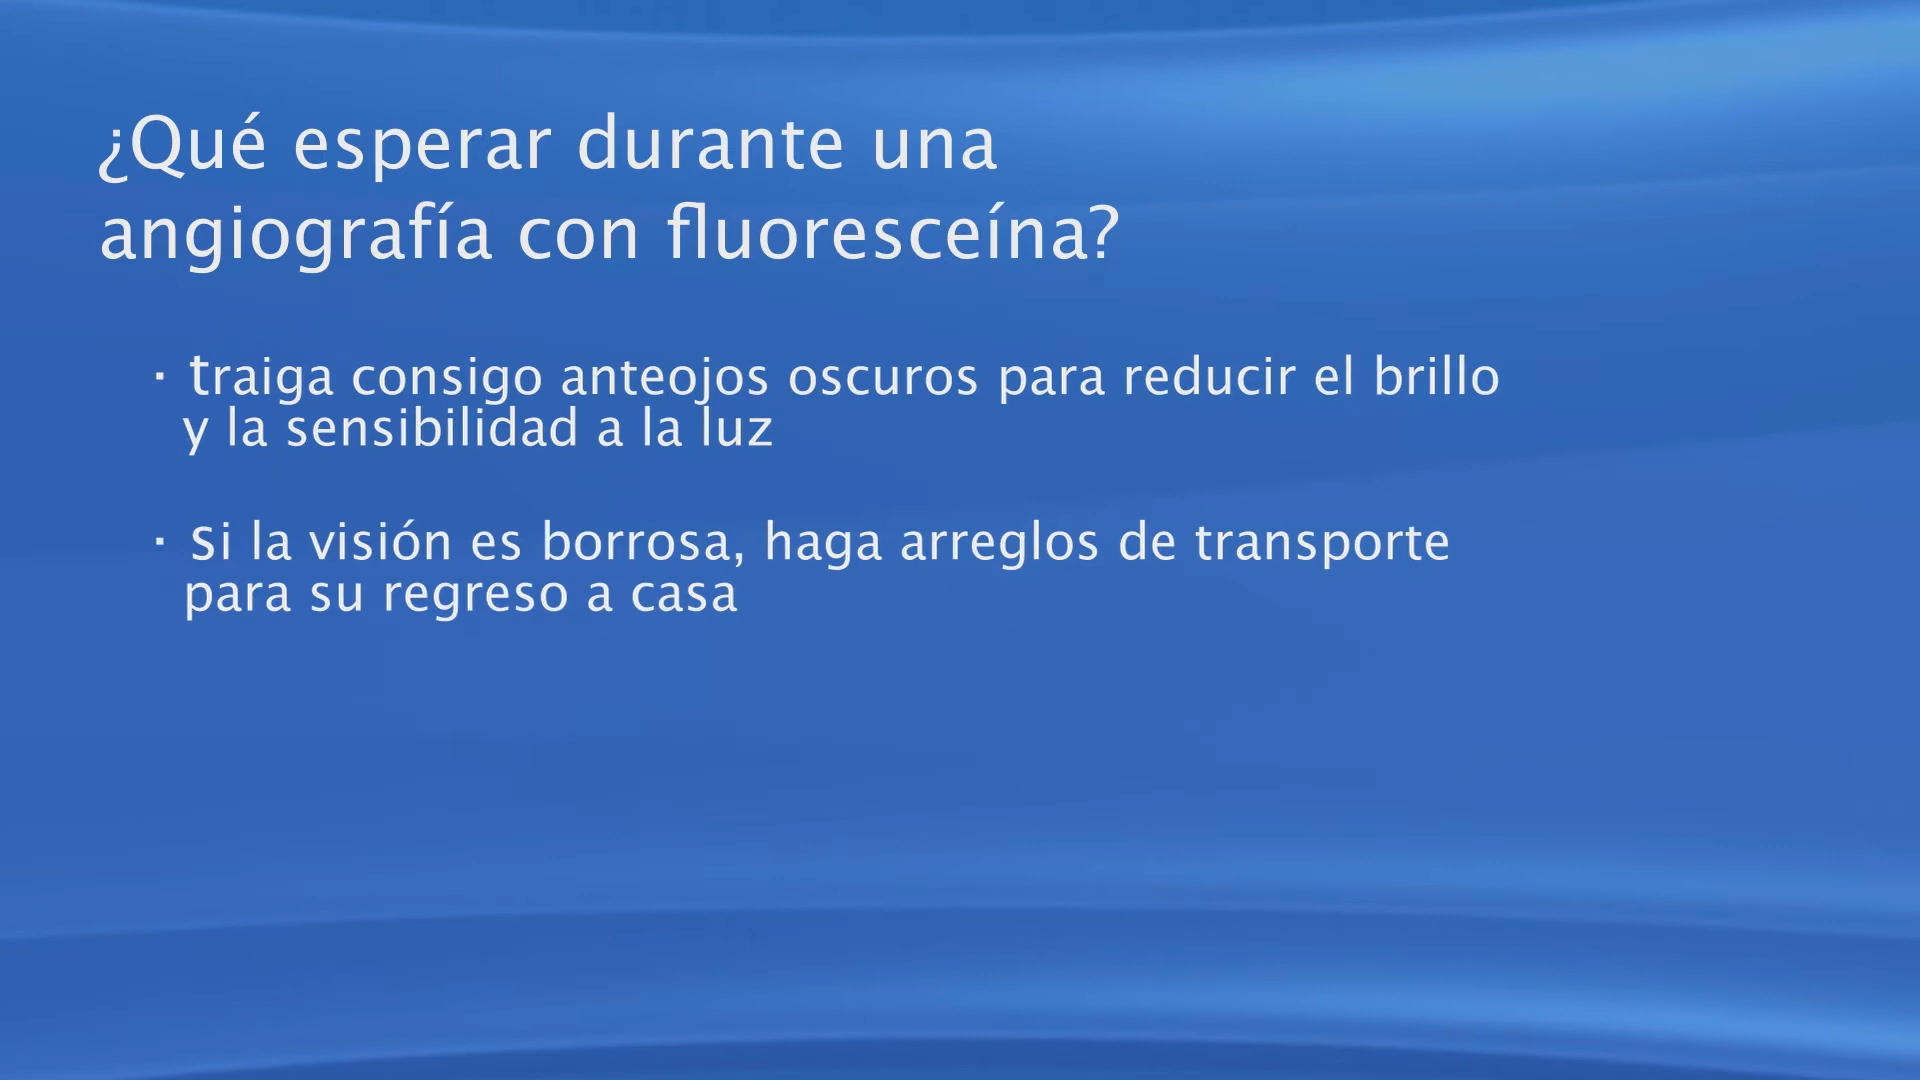 ¿Qué esperar durante una
angiografía con fluoresceína?
· traiga consigo anteojos oscuros para reducir el brillo
y la sensibilidad a la luz
· Si la visión es borrosa, haga arreglos de transporte
para su regreso a casa